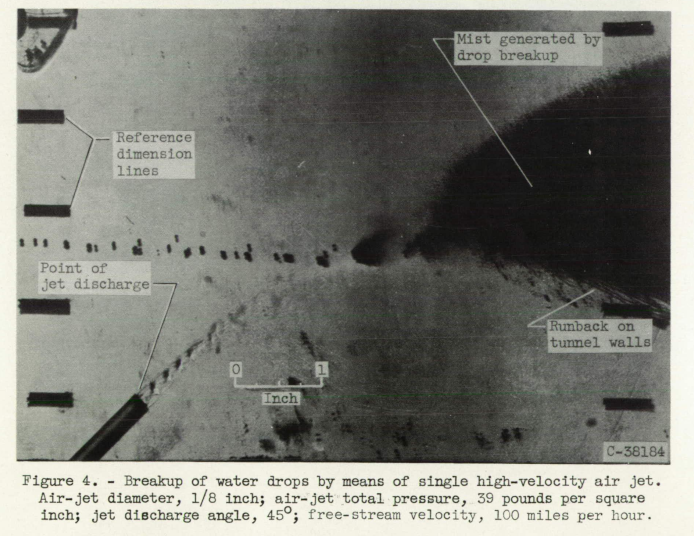 Mist generated by
drop breakup
Reference
dimension
lines
Point of
jet discharge
Runback on
tunnel walls
0 1
Inch
C-38184
Figure 4. - Breakup of water drops by means of single high-velocity air jet.
Air-jet diameter, 1/8 inch; air-jet total pressure, 39 pounds per square
inch; jet discharge angle, 45°; free-stream velocity, 100 miles per hour.